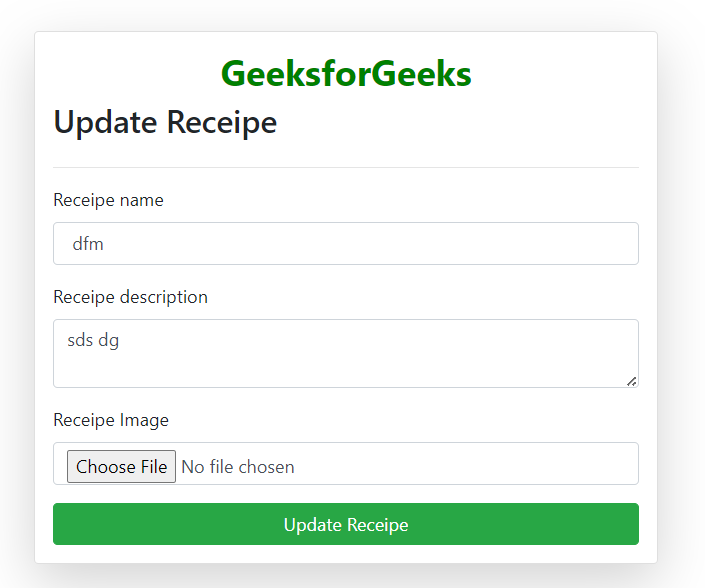 GeeksforGeeks
Update Receipe
Receipe name
dfm
Receipe description
sds dg
Receipe Image
Choose File No file chosen
Update Receipe